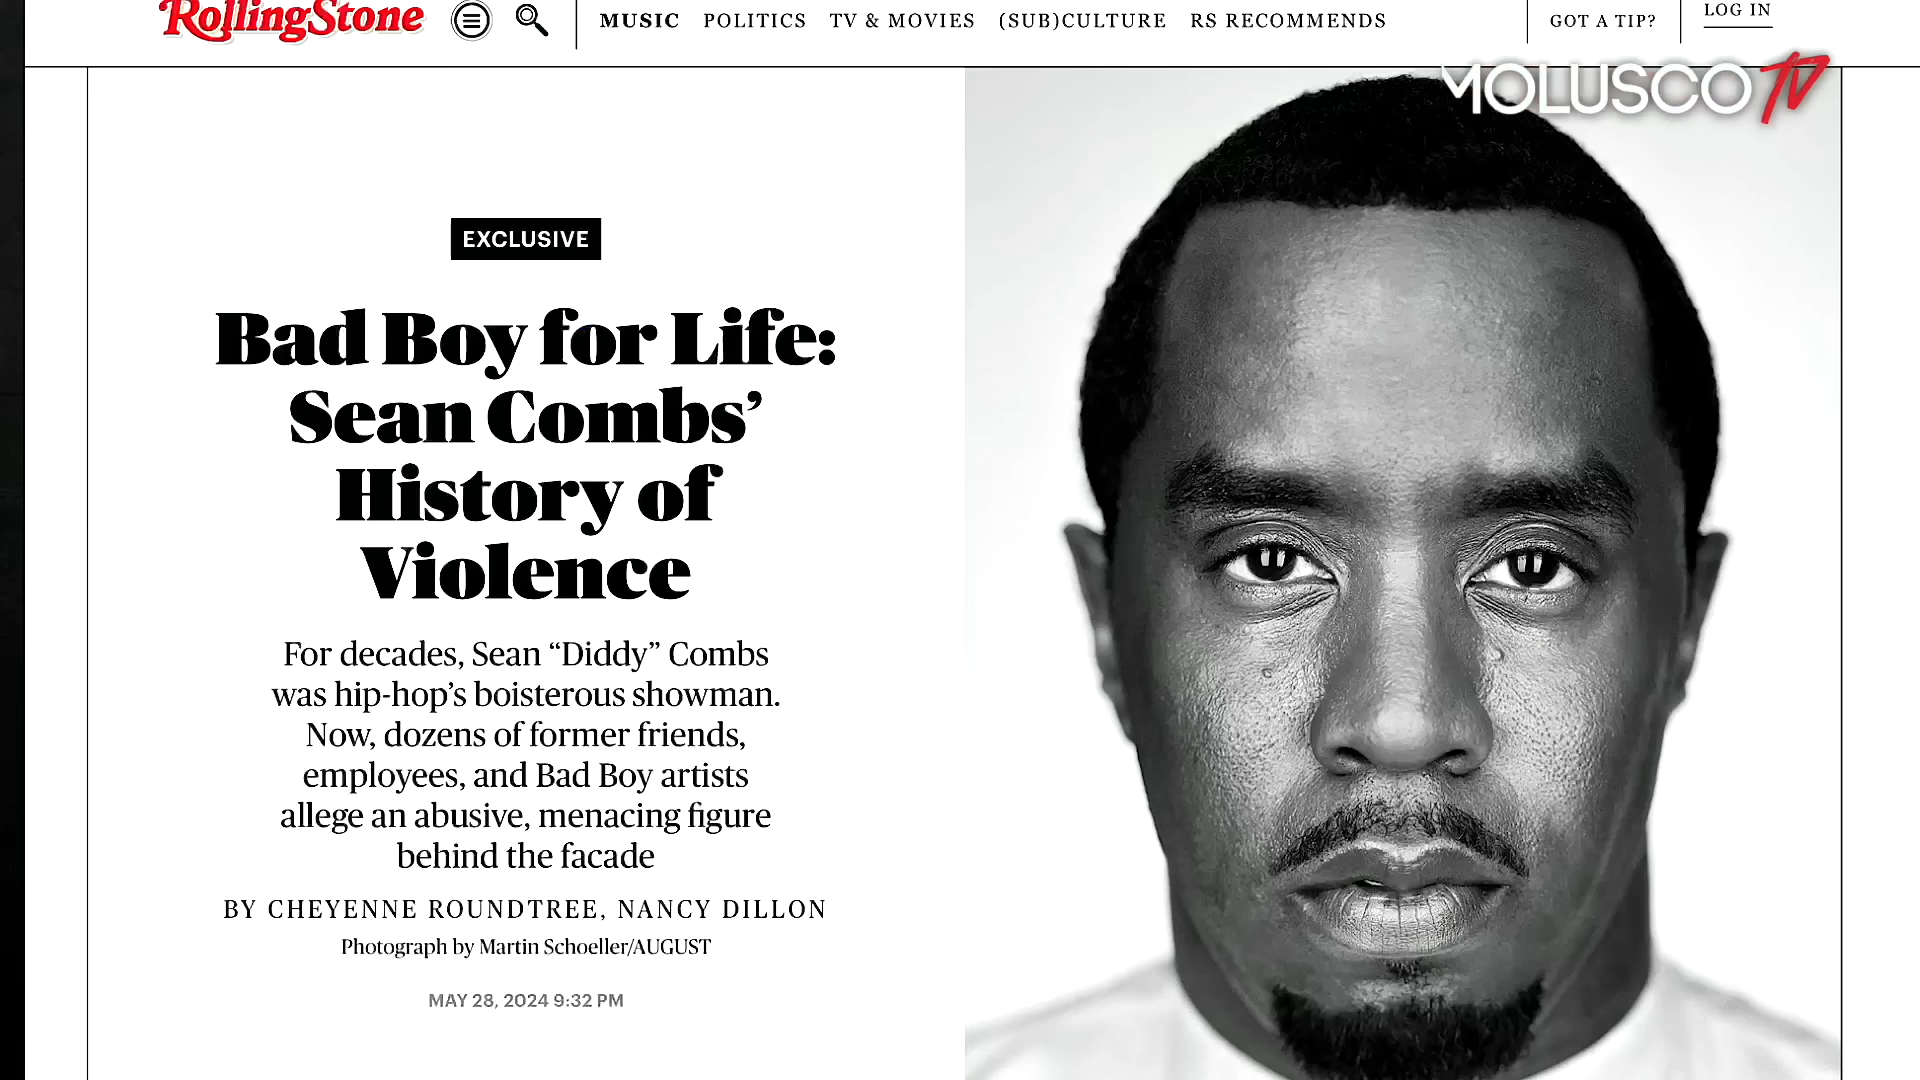 RollingStone
MUSIC POLITICS TV & MOVIES (SUB)CULTURE RS RECOMMENDS
GOT A TIP?
LOG IN
MOLUSCO TV
EXCLUSIVE
Bad Boy for Life:
Sean Combs’
History of
Violence
For decades, Sean “Diddy” Combs
was hip-hop’s boisterous showman.
Now, dozens of former friends,
employees, and Bad Boy artists
allege an abusive, menacing figure
behind the facade
BY CHEYENNE ROUNDTREE, NANCY DILLON
Photograph by Martin Schoeller/AUGUST
MAY 28, 2024 9:32 PM